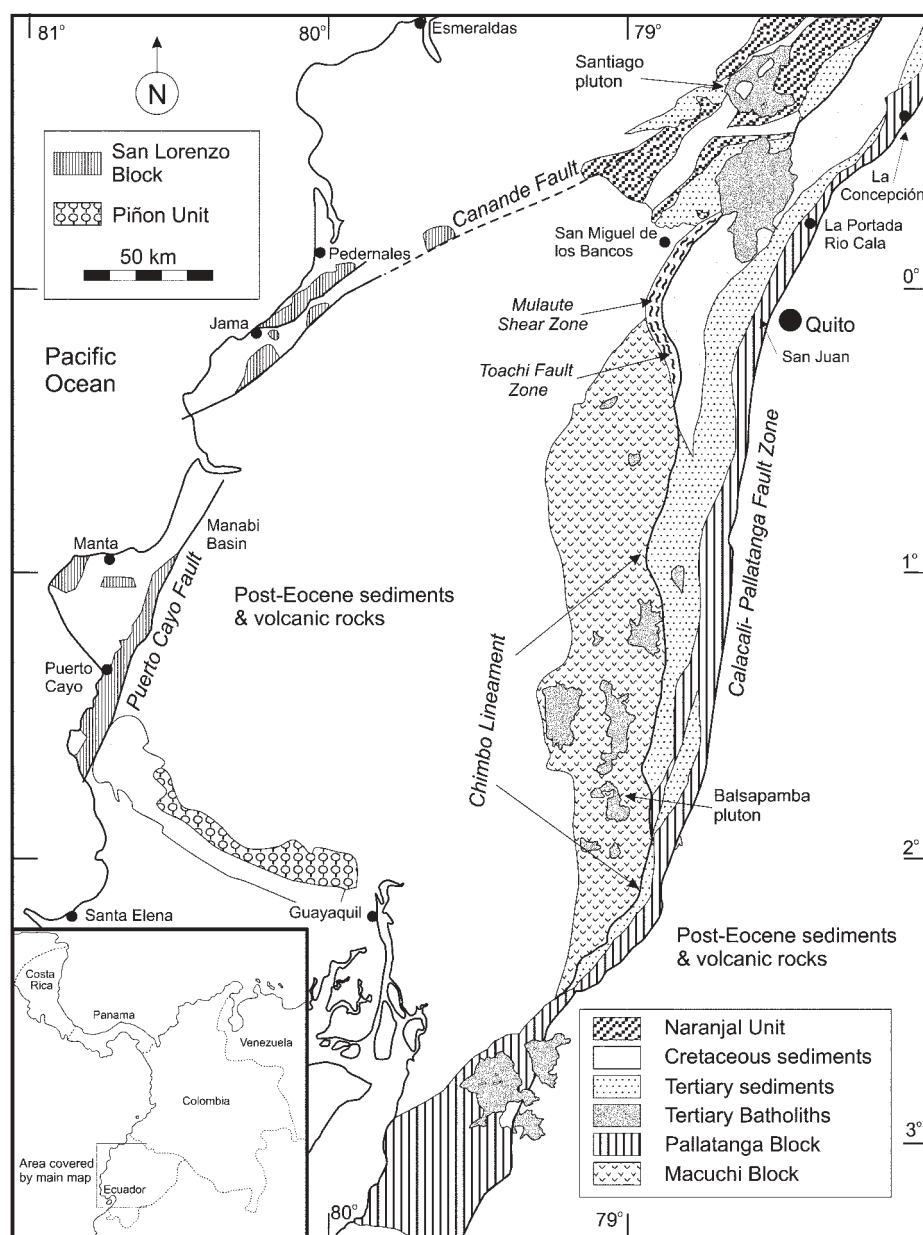 81°
80°
79°
Esmeraldas
N
Santiago
pluton
San Lorenzo
Block
Piñon Unit
50 km
La
Concepción
Canande Fault
La Portada
Rio Cala
San Miguel de
los Bancos
Pedernales
0°
Mulaute
Shear Zone
Jama
Quito
San Juan
Pacific
Ocean
Toachi Fault
Zone
Calacali- Pallatanga Fault Zone
Manabi
Basin
Manta
1°
Puerto Cayo Fault
Post-Eocene sediments
& volcanic rocks
Puerto
Cayo
Chimbo Lineament
Balsapamba
pluton
2°
Santa Elena
Guayaquil
Post-Eocene sediments
& volcanic rocks
Costa
Rica
Panama
Venezuela
Colombia
Area covered
by main map
Ecuador
Naranjal Unit
Cretaceous sediments
Tertiary sediments
Tertiary Batholiths
Pallatanga Block
Macuchi Block
3°
80°
79°